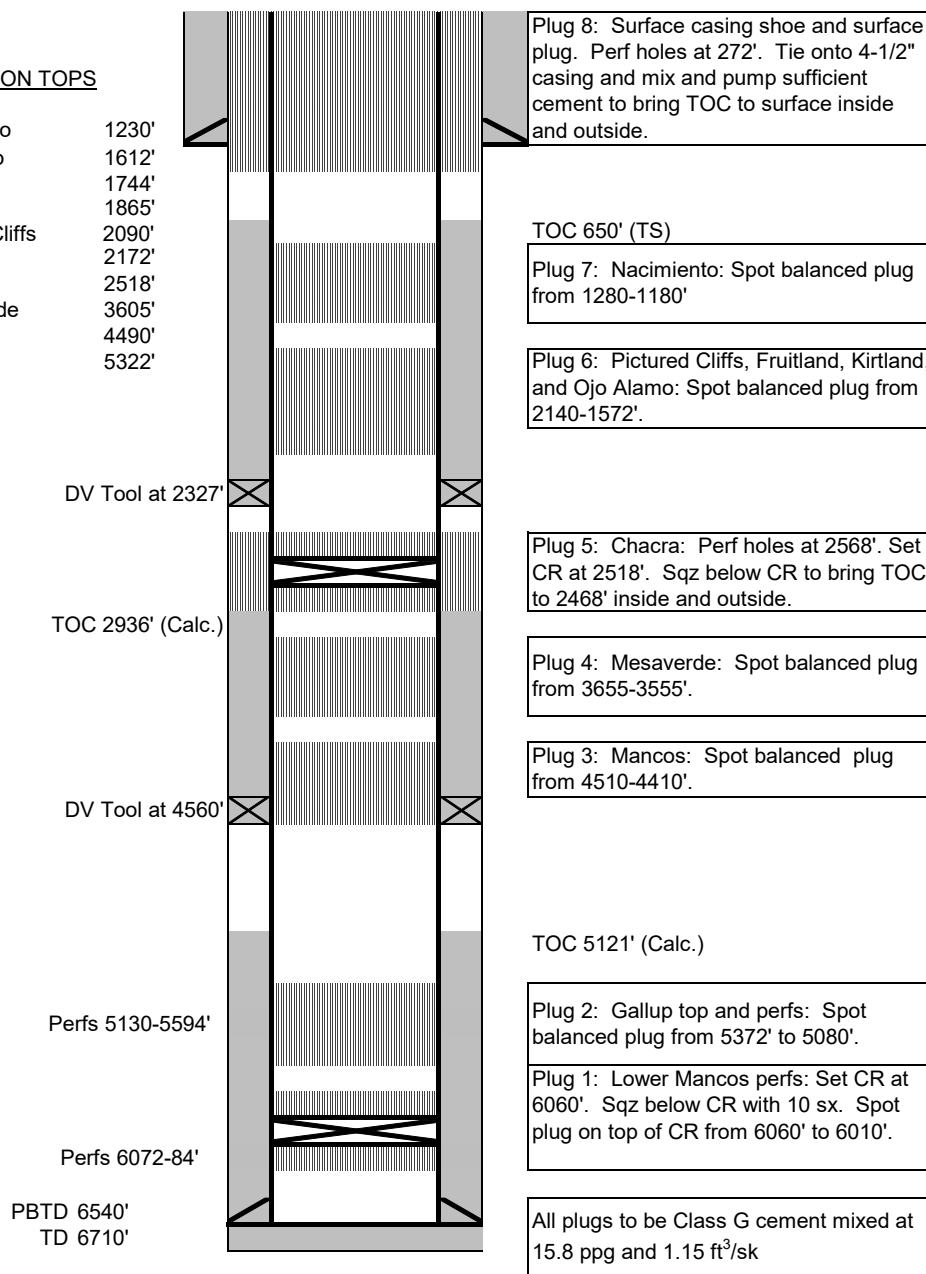 ON TOPS
o 1230'
o 1612'
1744'
1865'
Cliffs 2090'
2172'
2518'
de 3605'
4490'
5322'
DV Tool at 2327'
TOC 2936' (Calc.)
DV Tool at 4560'
Perfs 5130-5594'
Perfs 6072-84'
PBTD 6540'
TD 6710'
Plug 8: Surface casing shoe and surface
plug. Perf holes at 272'. Tie onto 4-1/2"
casing and mix and pump sufficient
cement to bring TOC to surface inside
and outside.
TOC 650' (TS)
Plug 7: Nacimiento: Spot balanced plug
from 1280-1180'
Plug 6: Pictured Cliffs, Fruitland, Kirtland,
and Ojo Alamo: Spot balanced plug from
2140-1572'.
Plug 5: Chacra: Perf holes at 2568'. Set
CR at 2518'. Sqz below CR to bring TOC
to 2468' inside and outside.
Plug 4: Mesaverde: Spot balanced plug
from 3655-3555'.
Plug 3: Mancos: Spot balanced plug
from 4510-4410'.
TOC 5121' (Calc.)
Plug 2: Gallup top and perfs: Spot
balanced plug from 5372' to 5080'.
Plug 1: Lower Mancos perfs: Set CR at
6060'. Sqz below CR with 10 sx. Spot
plug on top of CR from 6060' to 6010'.
All plugs to be Class G cement mixed at
15.8 ppg and 1.15 ft³/sk